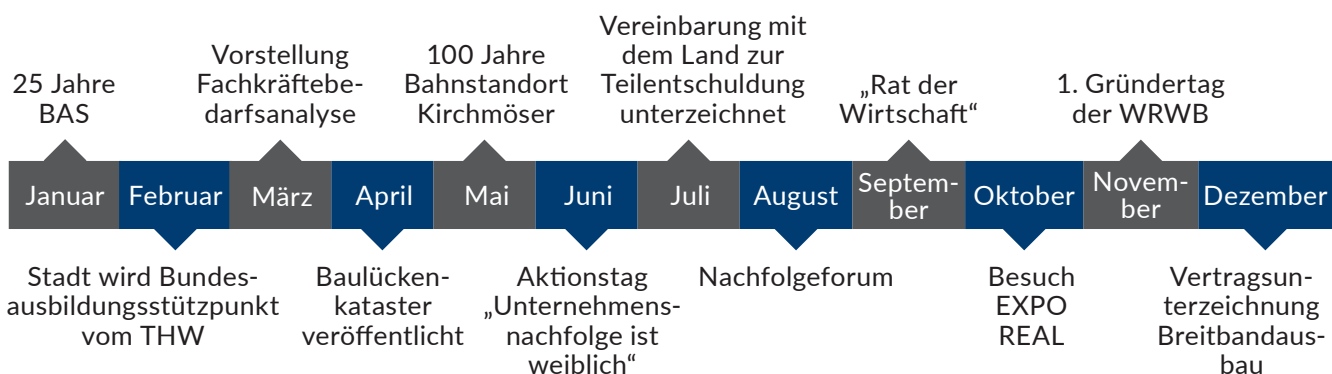 25 Jahre
BAS
Vorstellung
Fachkräftebe-
darfsanalyse
100 Jahre
Bahnstandort
Kirchmöser
Vereinbarung mit
dem Land zur
Teilentschuldung
unterzeichnet
„Rat der
Wirtschaft“
1. Gründertag
der WRWB
Januar
Februar
März
April
Mai
Juni
Juli
August
Septem-
ber
Oktober
Novem-
ber
Dezember
Stadt wird Bundes-
ausbildungsstützpunkt
vom THW
Baulücken-
kataster
veröffentlicht
Aktionstag
„Unternehmens-
nachfolge ist
weiblich“
Nachfolgeforum
Besuch
EXPO
REAL
Vertragsun-
terzeichnung
Breitbandaus-
bau